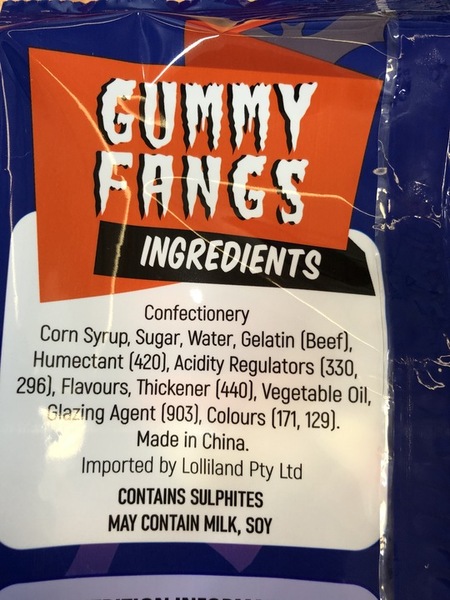 GUMMY
FANGS
INGREDIENTS
Confectionery
Corn Syrup, Sugar, Water, Gelatin (Beef),
Humectant (420), Acidity Regulators (330,
296), Flavours, Thickener (440), Vegetable Oil,
Glazing Agent (903), Colours (171, 129).
Made in China.
Imported by Lolliland Pty Ltd
CONTAINS SULPHITES
MAY CONTAIN MILK, SOY